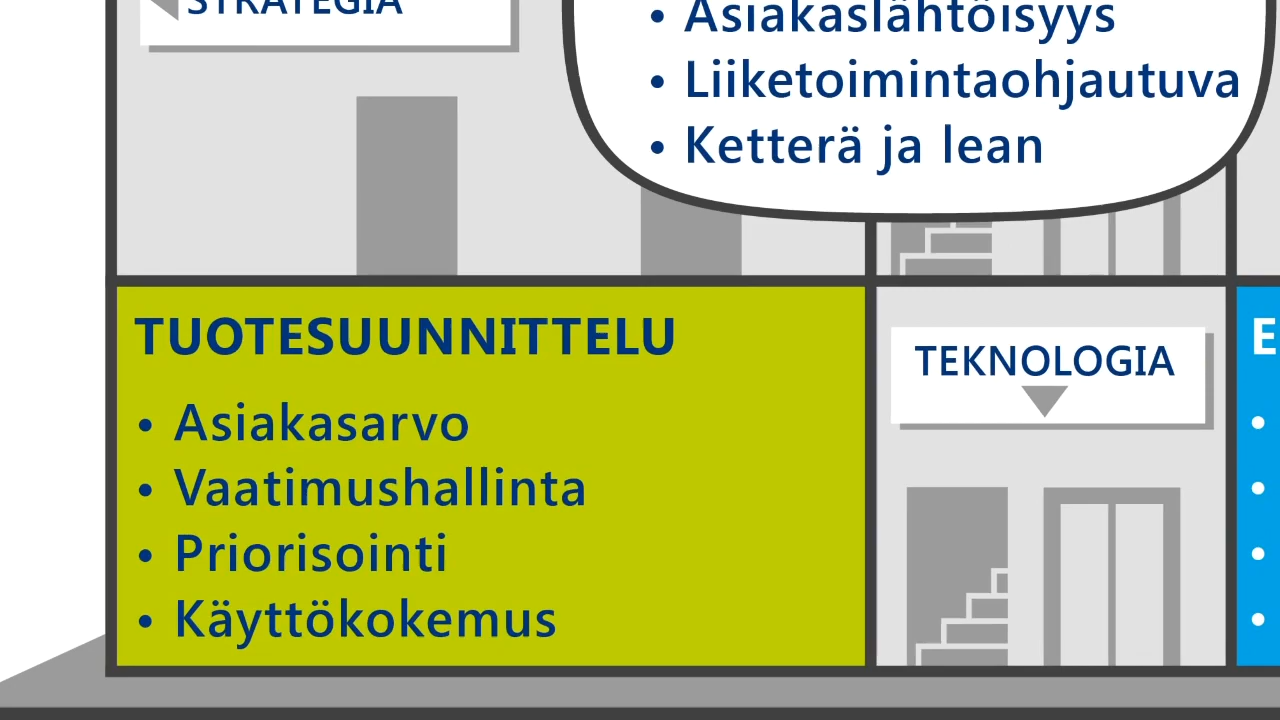 STRATEGIA
• Asiakaslähtöisyys
• Liiketoimintaohjautuva
• Ketterä ja lean
TUOTESUUNNITTELU
• Asiakasarvo
• Vaatimushallinta
• Priorisointi
• Käyttökokemus
TEKNOLOGIA